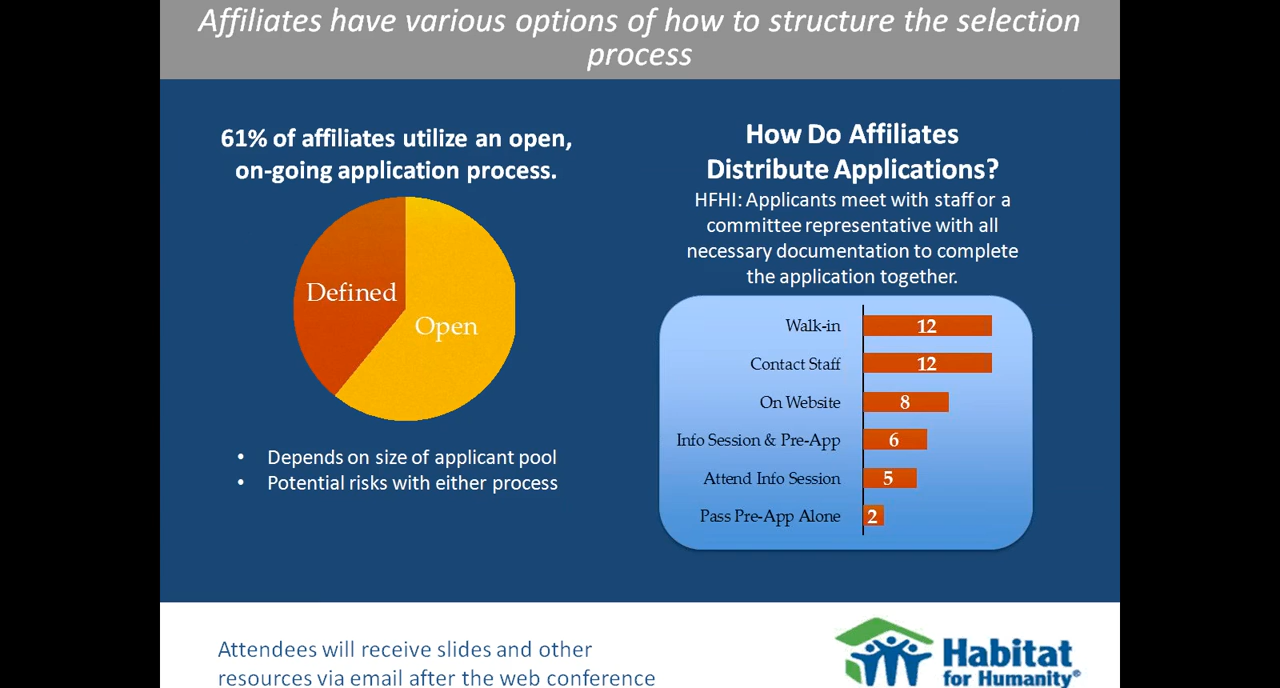 Affiliates have various options of how to structure the selection
process
61% of affiliates utilize an open,
on-going application process.
Defined
Open
• Depends on size of applicant pool
• Potential risks with either process
How Do Affiliates
Distribute Applications?
HFHI: Applicants meet with staff or a
committee representative with all
necessary documentation to complete
the application together.
Walk-in 12
Contact Staff 12
On Website 8
Info Session & Pre-App 6
Attend Info Session 5
Pass Pre-App Alone 2
Attendees will receive slides and other
resources via email after the web conference
Habitat
for Humanity®